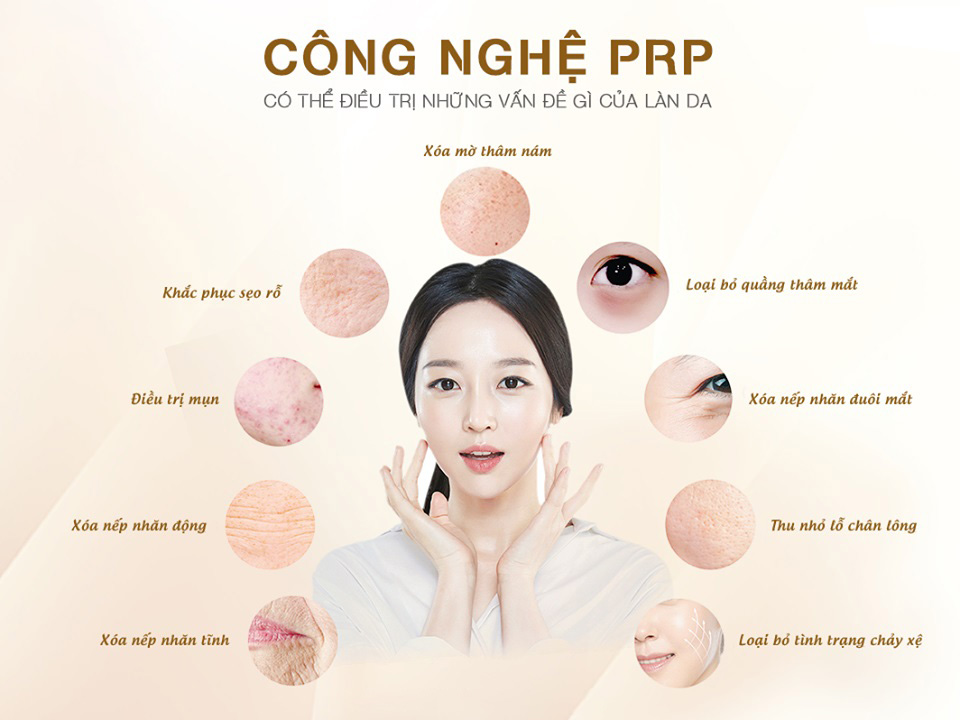 CÔNG NGHỆ PRP
CÓ THỂ ĐIỀU TRỊ NHỮNG VẤN ĐỀ GÌ CỦA LÀN DA
Xóa mờ thâm nám
Khắc phục sẹo rỗ
Loại bỏ quầng thâm mắt
Điều trị mụn
Xóa nếp nhăn đuôi mắt
Xóa nếp nhăn động
Thu nhỏ lỗ chân lông
Xóa nếp nhăn tĩnh
Loại bỏ tình trạng chảy xệ